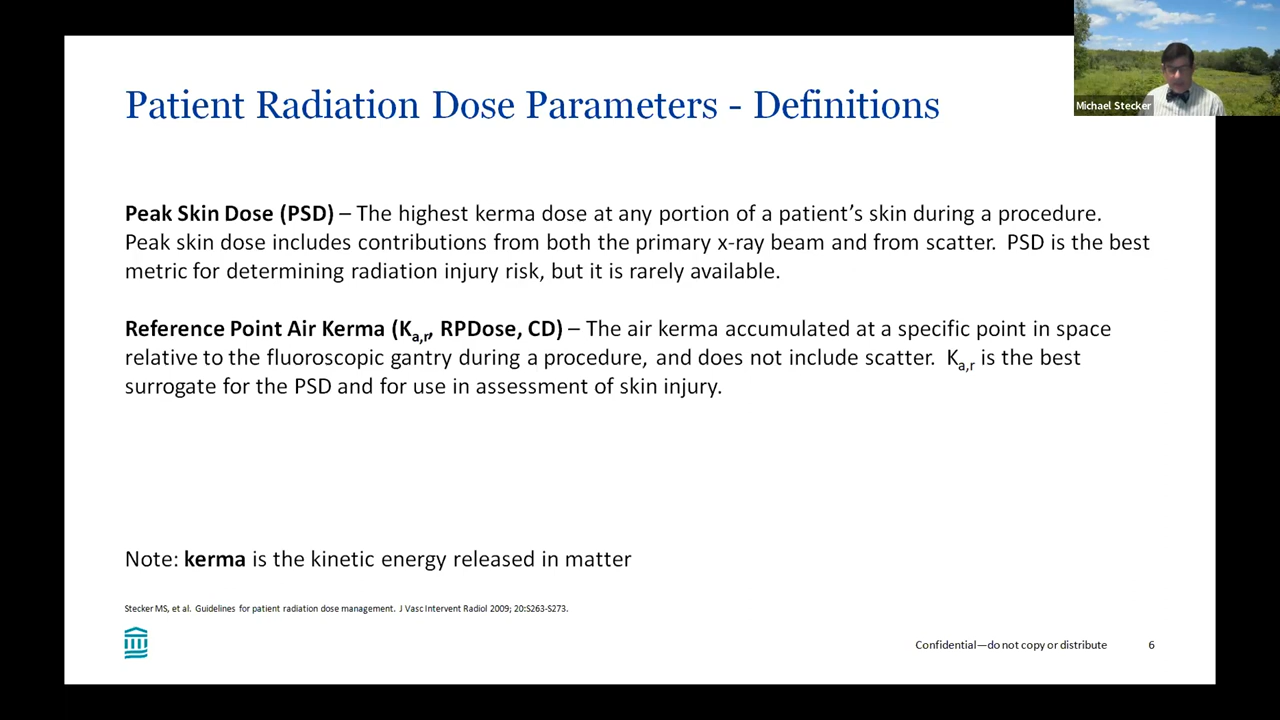 Patient Radiation Dose Parameters - Definitions
Michael Stecker
Peak Skin Dose (PSD) – The highest kerma dose at any portion of a patient's skin during a procedure.
Peak skin dose includes contributions from both the primary x-ray beam and from scatter. PSD is the best
metric for determining radiation injury risk, but it is rarely available.
Reference Point Air Kerma (Ka,r, RPDose, CD) – The air kerma accumulated at a specific point in space
relative to the fluoroscopic gantry during a procedure, and does not include scatter. Ka,r is the best
surrogate for the PSD and for use in assessment of skin injury.
Note: kerma is the kinetic energy released in matter
Stecker MS, et al. Guidelines for patient radiation dose management. J Vasc Intervent Radiol 2009; 20:S263-S273.
Confidential—do not copy or distribute 6